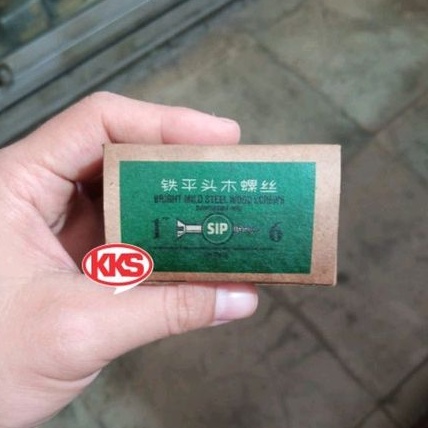 铁平头木螺丝
BRIGHT MILD STEEL WOOD SCREWS
1" SIP 6
KKS